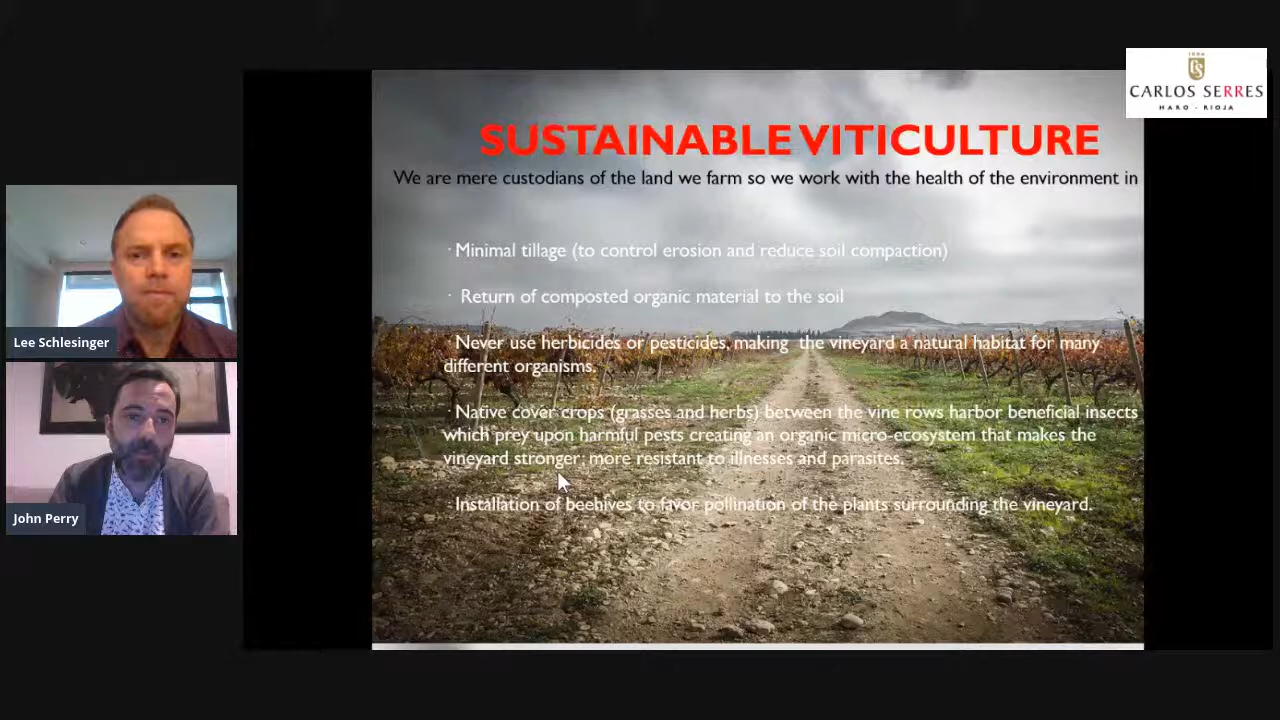 1896
CARLOS SERRES
HARO - RIOJA
SUSTAINABLE VITICULTURE
We are mere custodians of the land we farm so we work with the health of the environment in
· Minimal tillage (to control erosion and reduce soil compaction)
· Return of composted organic material to the soil
· Never use herbicides or pesticides, making the vineyard a natural habitat for many
different organisms.
· Native cover crops (grasses and herbs) between the vine rows harbor beneficial insects
which prey upon harmful pests creating an organic micro-ecosystem that makes the
vineyard stronger: more resistant to illnesses and parasites.
· Installation of beehives to favor pollination of the plants surrounding the vineyard.
Lee Schlesinger
John Perry